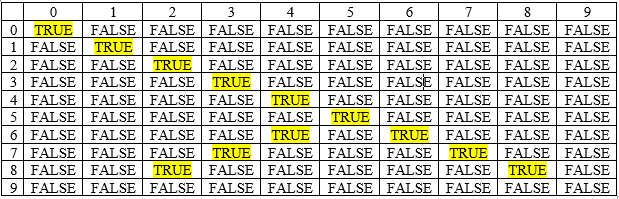 0 1 2 3 4 5 6 7 8 9
0 TRUE FALSE FALSE FALSE FALSE FALSE FALSE FALSE FALSE FALSE
1 FALSE TRUE FALSE FALSE FALSE FALSE FALSE FALSE FALSE FALSE
2 FALSE FALSE TRUE FALSE FALSE FALSE FALSE FALSE FALSE FALSE
3 FALSE FALSE FALSE TRUE FALSE FALSE FALSE FALSE FALSE FALSE
4 FALSE FALSE FALSE FALSE TRUE FALSE FALSE FALSE FALSE FALSE
5 FALSE FALSE FALSE FALSE FALSE TRUE FALSE FALSE FALSE FALSE
6 FALSE FALSE FALSE FALSE TRUE FALSE TRUE FALSE FALSE FALSE
7 FALSE FALSE FALSE TRUE FALSE FALSE FALSE TRUE FALSE FALSE
8 FALSE FALSE TRUE FALSE FALSE FALSE FALSE FALSE TRUE FALSE
9 FALSE FALSE FALSE FALSE FALSE FALSE FALSE FALSE FALSE FALSE